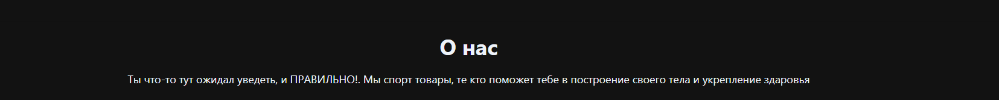 О нас
Ты что-то тут ожидал уведеть, и ПРАВИЛЬНО!. Мы спорт товары, те кто поможет тебе в построение своего тела и укрепление здаровья